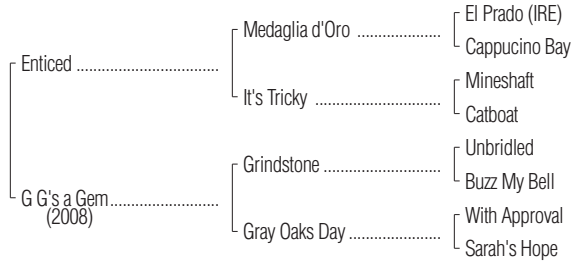 El Prado (IRE)
Medaglia d'Oro ..................
Cappucino Bay
Enticed ...............................
Mineshaft
It's Tricky ...........................
Catboat
Unbridled
Grindstone .........................
Buzz My Bell
G G's a Gem........................
(2008)
With Approval
Gray Oaks Day ....................
Sarah's Hope